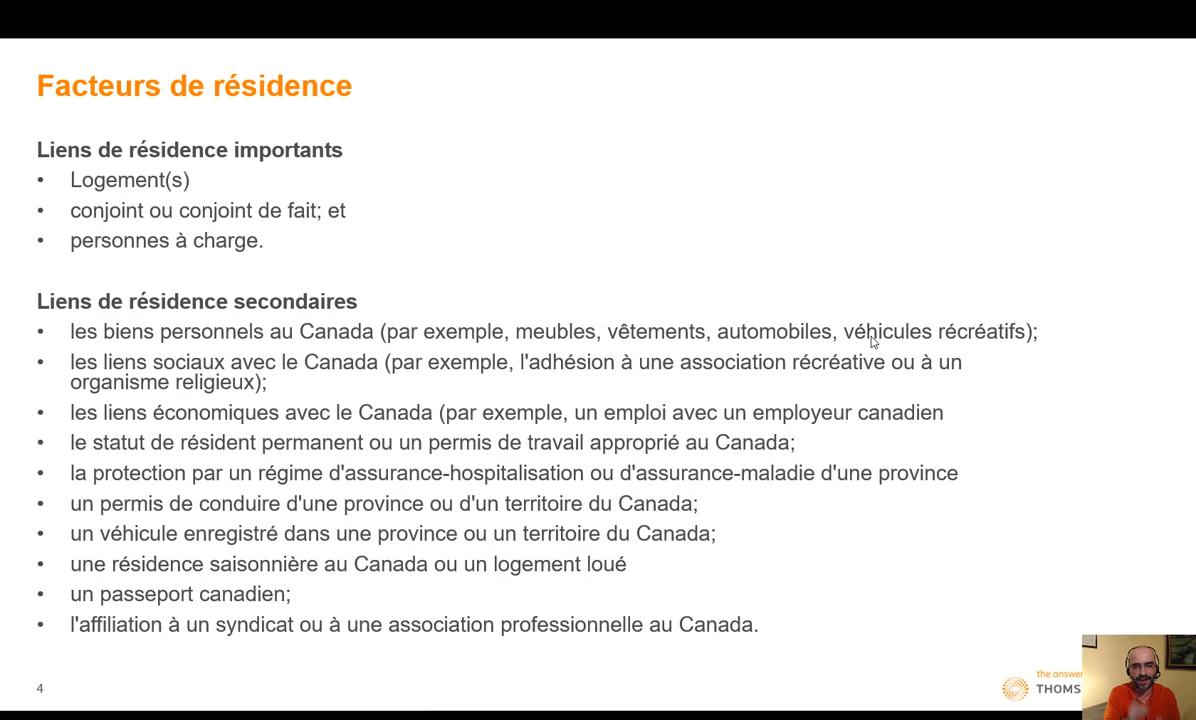 Facteurs de résidence
Liens de résidence importants
• Logement(s)
• conjoint ou conjoint de fait; et
• personnes à charge.
Liens de résidence secondaires
• les biens personnels au Canada (par exemple, meubles, vêtements, automobiles, véhicules récréatifs);
• les liens sociaux avec le Canada (par exemple, l'adhésion à une association récréative ou à un
organisme religieux);
• les liens économiques avec le Canada (par exemple, un emploi avec un employeur canadien
• le statut de résident permanent ou un permis de travail approprié au Canada;
• la protection par un régime d'assurance-hospitalisation ou d'assurance-maladie d'une province
• un permis de conduire d'une province ou d'un territoire du Canada;
• un véhicule enregistré dans une province ou un territoire du Canada;
• une résidence saisonnière au Canada ou un logement loué
• un passeport canadien;
• l'affiliation à un syndicat ou à une association professionnelle au Canada.
4
the answer
THOMS